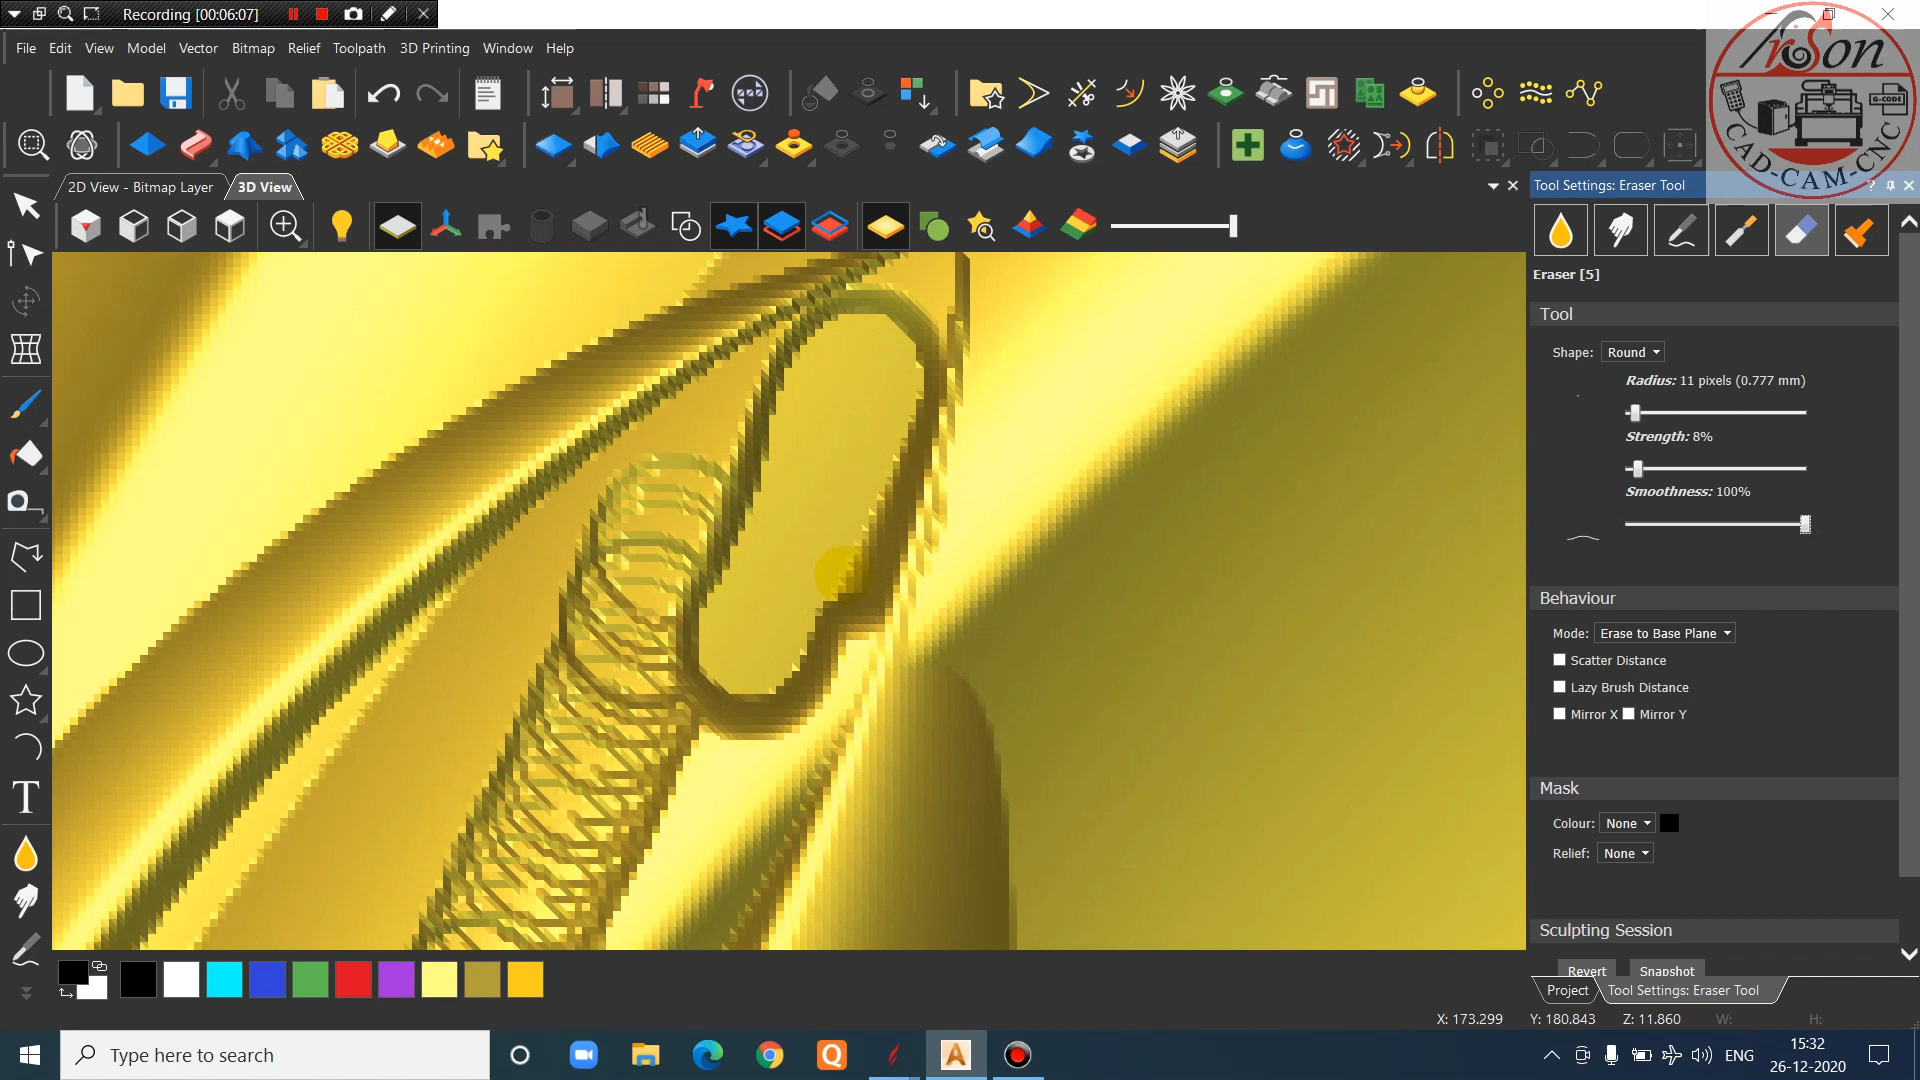 Recording [00:06:07]
File Edit View Model Vector Bitmap Relief Toolpath 3D Printing Window Help
ArSon
G-CODE
CAD-CAM-CNC
2D View - Bitmap Layer
3D View
Tool Settings: Eraser Tool
Eraser [5]
Tool
Shape: Round
Radius: 11 pixels (0.777 mm)
Strength: 8%
Smoothness: 100%
Behaviour
Mode: Erase to Base Plane
Scatter Distance
Lazy Brush Distance
Mirror X Mirror Y
Mask
Colour: None
Relief: None
Sculpting Session
Revert Snapshot
Project Tool Settings: Eraser Tool
X: 173.299 Y: 180.843 Z: 11.860 W: H:
Type here to search
ENG
15:32
26-12-2020